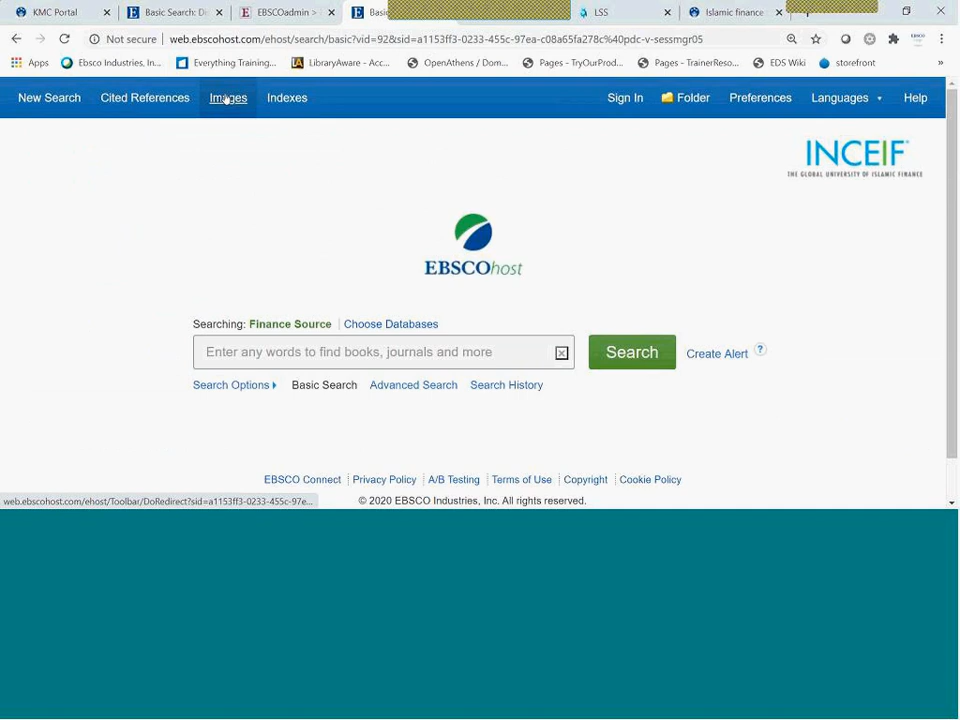 KMC Portal Basic Search: Di EBSCOadmin > Basic LSS Islamic finance
Not secure web.ebscohost.com/ehost/search/basic?vid=92&sid=a1153ff3-0233-455c-97ea-c08a65fa278c%40pdc-v-sessmgr05
Apps Ebsco Industries, In... Everything Training... LibraryAware - Acc... OpenAthens / Dom... Pages - TryOurProd... Pages - TrainerReso... EDS Wiki storefront »
New Search Cited References Images Indexes Sign In Folder Preferences Languages Help
INCEIF
THE GLOBAL UNIVERSITY OF ISLAMIC FINANCE
EBSCOhost
Searching: Finance Source Choose Databases
Enter any words to find books, journals and more Search Create Alert ?
Search Options Basic Search Advanced Search Search History
EBSCO Connect Privacy Policy A/B Testing Terms of Use Copyright Cookie Policy
web.ebscohost.com/ehost/Toolbar/DoRedirect?sid=a1153ff3-0233-455c-97e... © 2020 EBSCO Industries, Inc. All rights reserved.